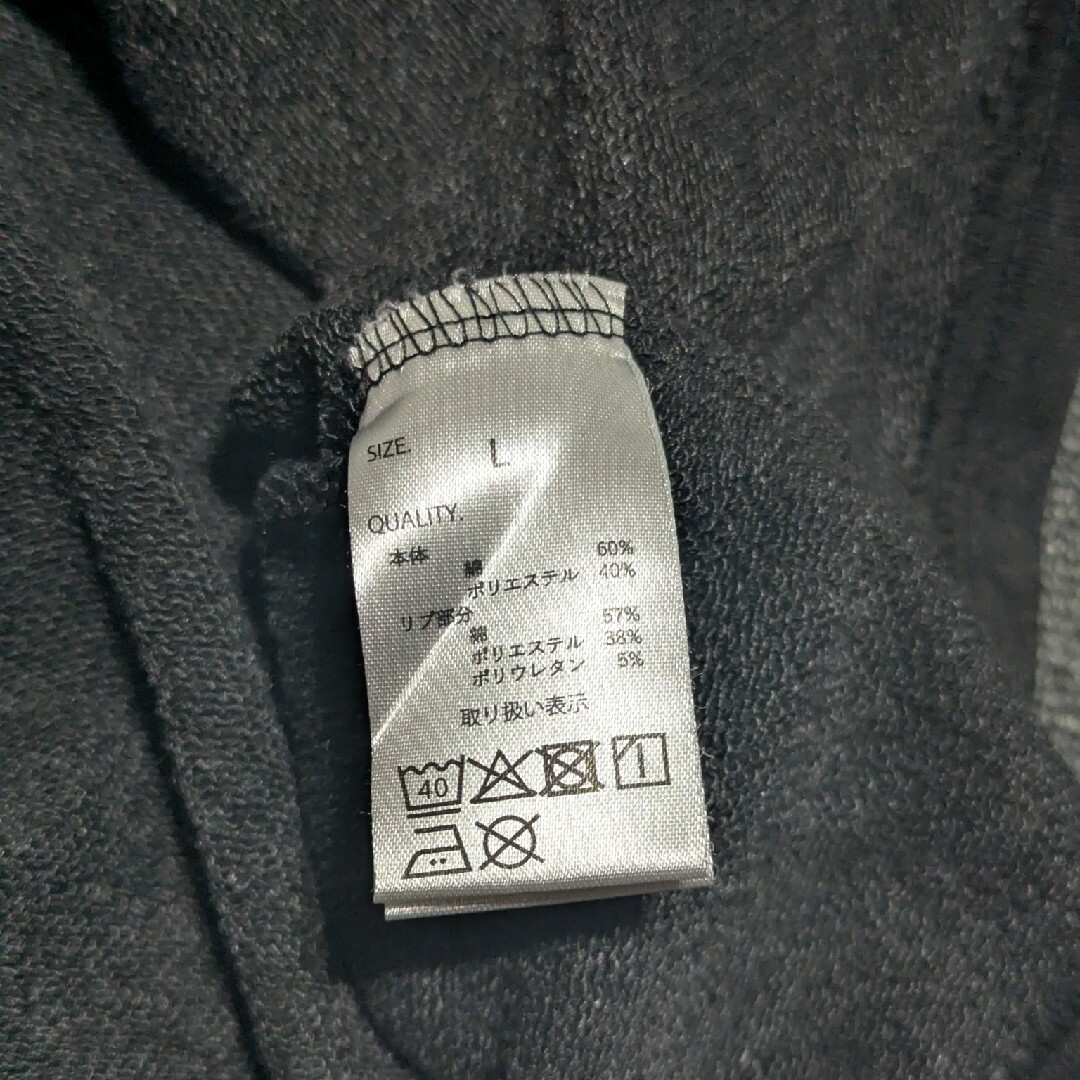 SIZE. L
QUALITY.
本体
綿 60%
ポリエステル 40%
リブ部分
綿 57%
ポリエステル 38%
ポリウレタン 5%
取り扱い表示
40